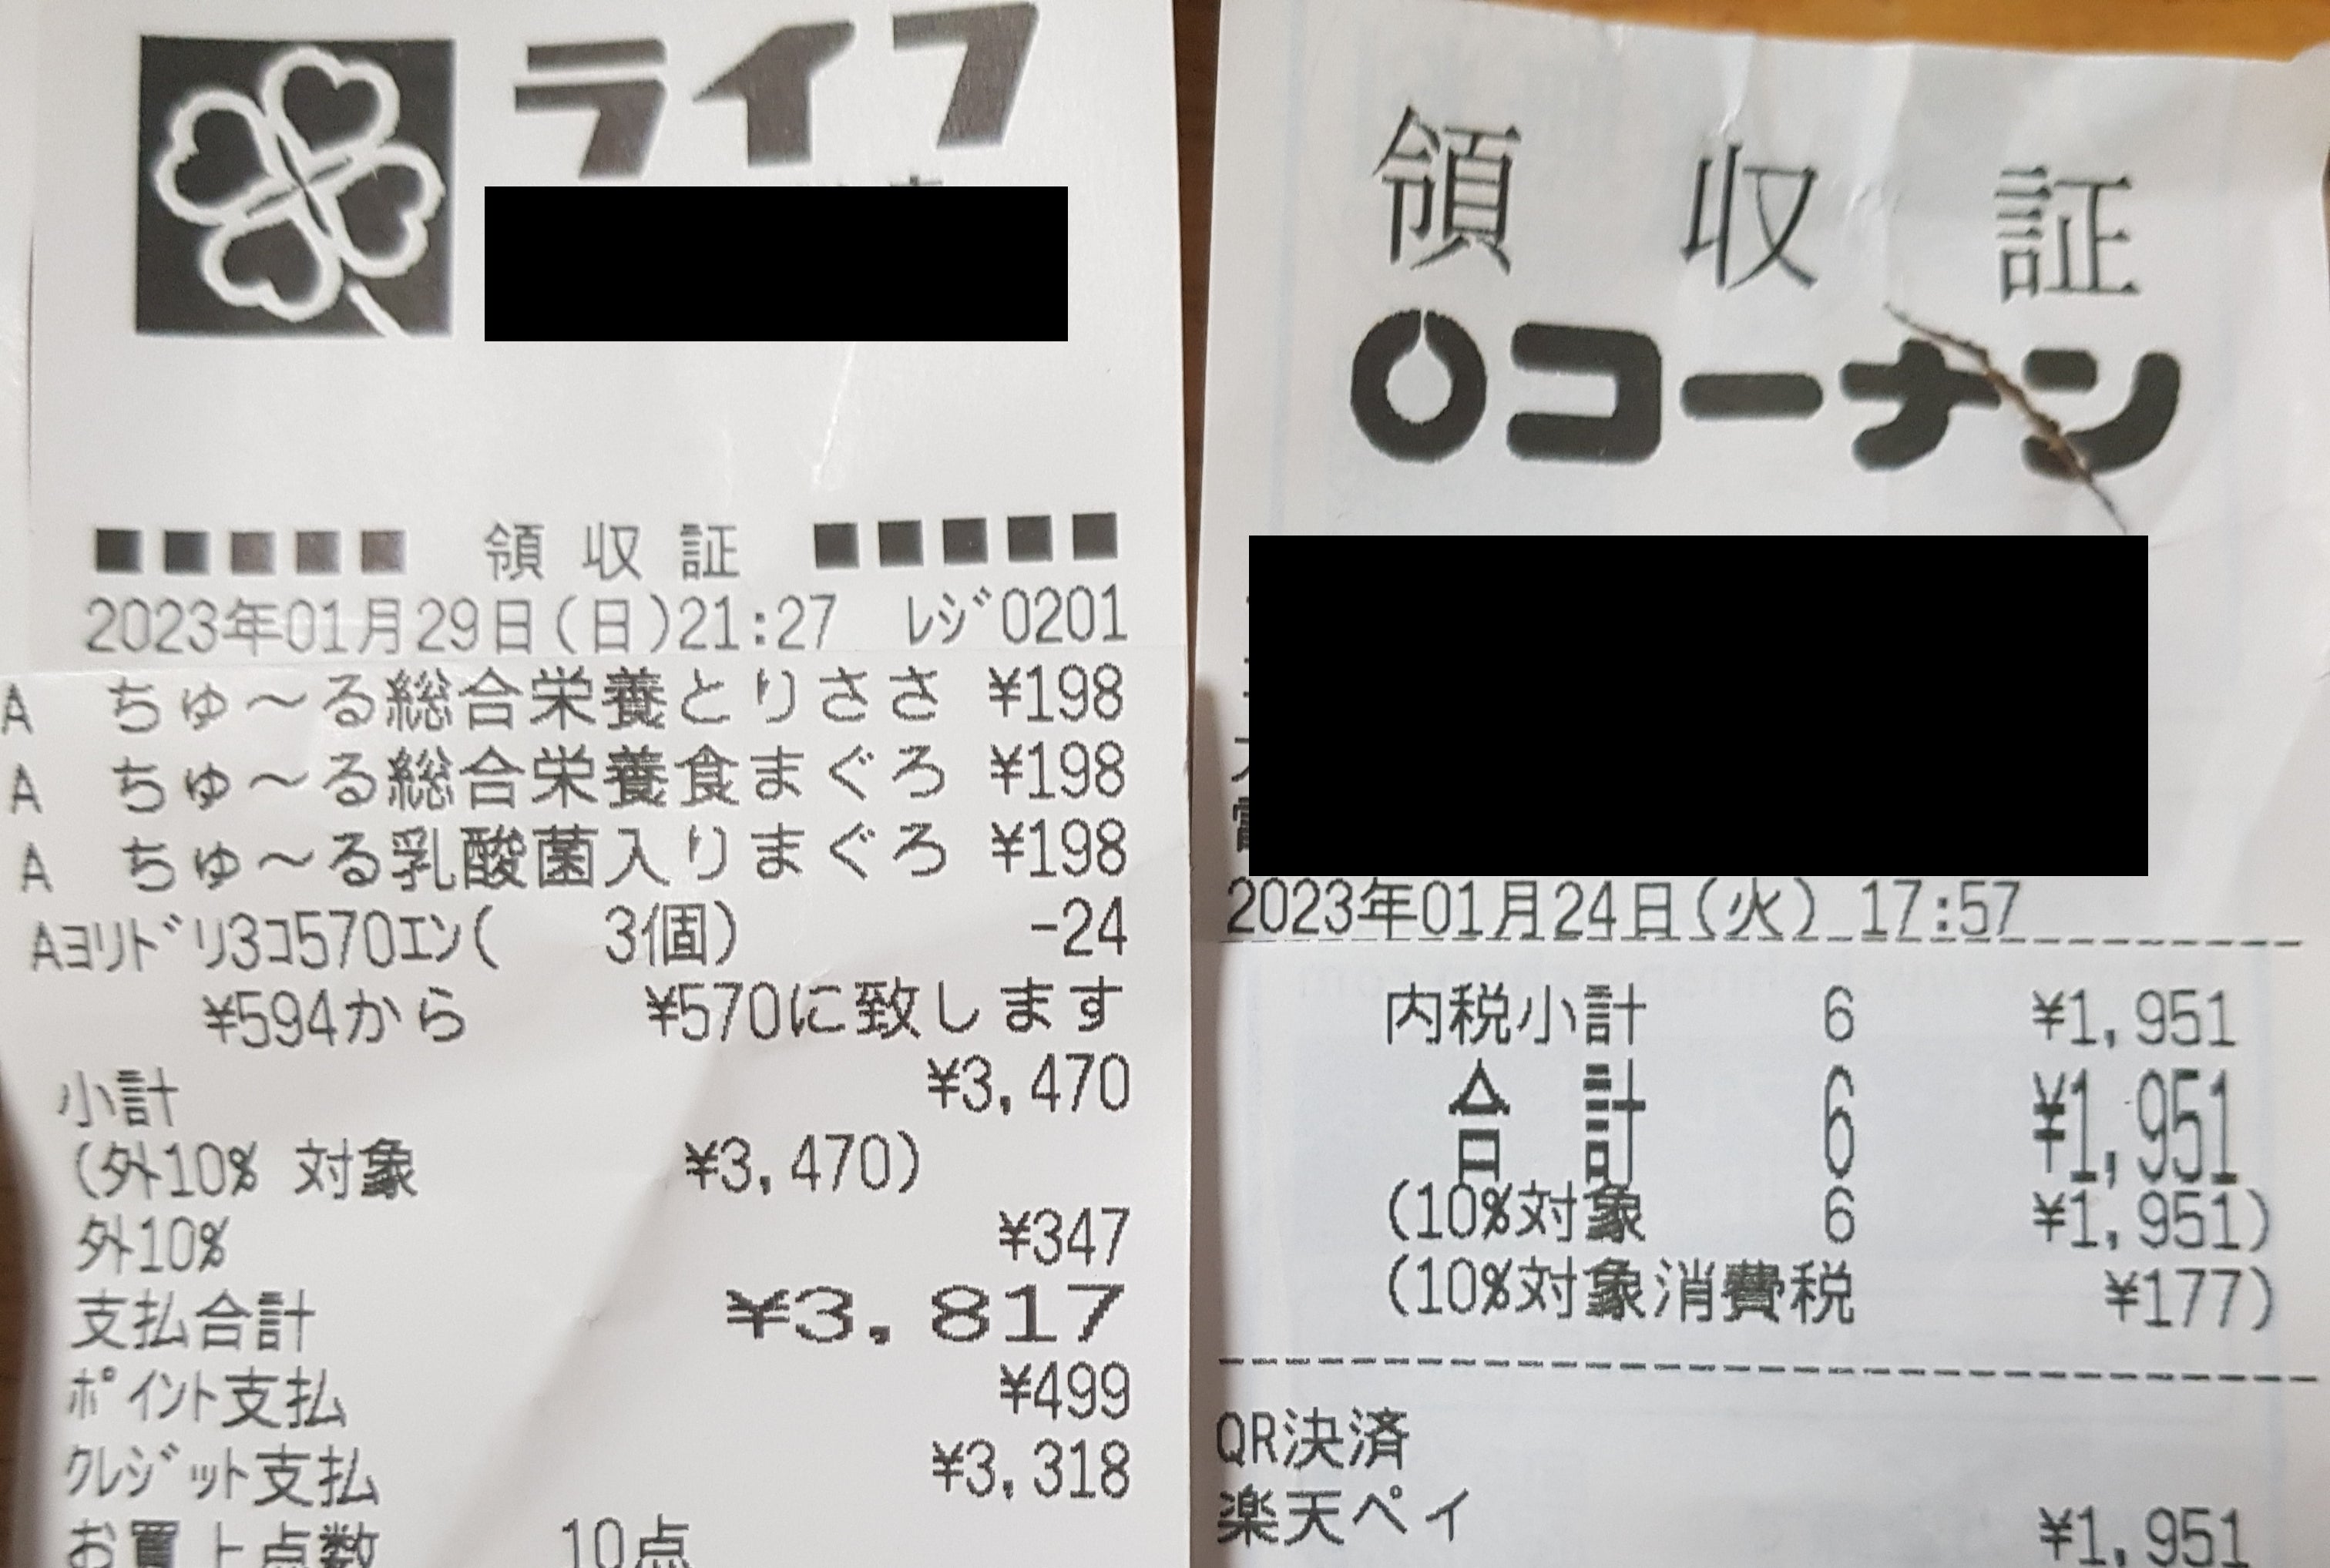 ライフ
■■■■■ 領収証 ■■■■■
2023年01月29日(日)21:27 ﾚｼﾞ0201
A ちゅ～る総合栄養とりささ ¥198
A ちゅ～る総合栄養食まぐろ ¥198
A ちゅ～る乳酸菌入りまぐろ ¥198
Aﾖﾘﾄﾞﾘ3ｺ570ｴﾝ( 3個) -24
¥594から ¥570に致します
小計 ¥3,470
(外10% 対象 ¥3,470)
外10% ¥347
支払合計 ¥3,817
ﾎﾟｲﾝﾄ支払 ¥499
ｸﾚｼﾞｯﾄ支払 ¥3,318
お買上点数 10点
領収証
コーナン
2023年01月24日(火) 17:57
内税小計 6 ¥1,951
合計 6 ¥1,951
(10%対象 6 ¥1,951)
(10%対象消費税 ¥177)
QR決済
楽天ペイ ¥1,951